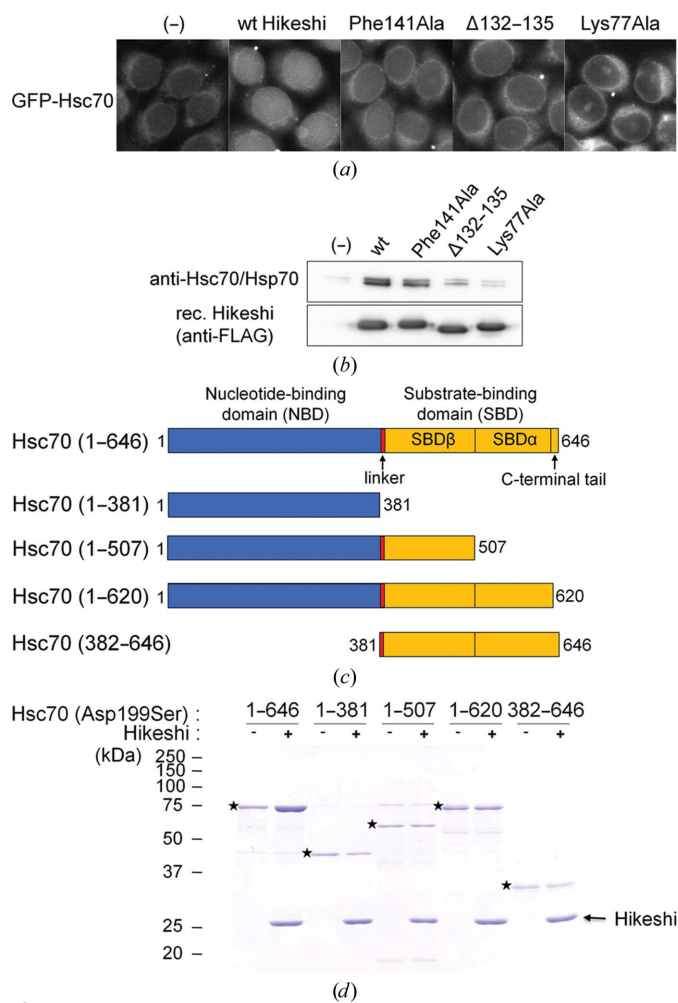 (–) wt Hikeshi Phe141Ala Δ132–135 Lys77Ala
GFP-Hsc70
(a)
(–) wt Phe141Ala Δ132-135 Lys77Ala
anti-Hsc70/Hsp70
rec. Hikeshi
(anti-FLAG)
(b)
Nucleotide-binding
domain (NBD)
Substrate-binding
domain (SBD)
Hsc70 (1–646) 1 SBDβ SBDα 646
linker C-terminal tail
Hsc70 (1–381) 1 381
Hsc70 (1–507) 1 507
Hsc70 (1–620) 1 620
Hsc70 (382–646) 381 646
(c)
Hsc70 (Asp199Ser) : 1–646 1–381 1–507 1–620 382–646
Hikeshi : - + - + - + - + - +
(kDa)
250 –
150 –
100 –
75 –
50 –
37 –
25 –
20 –
Hikeshi
(d)